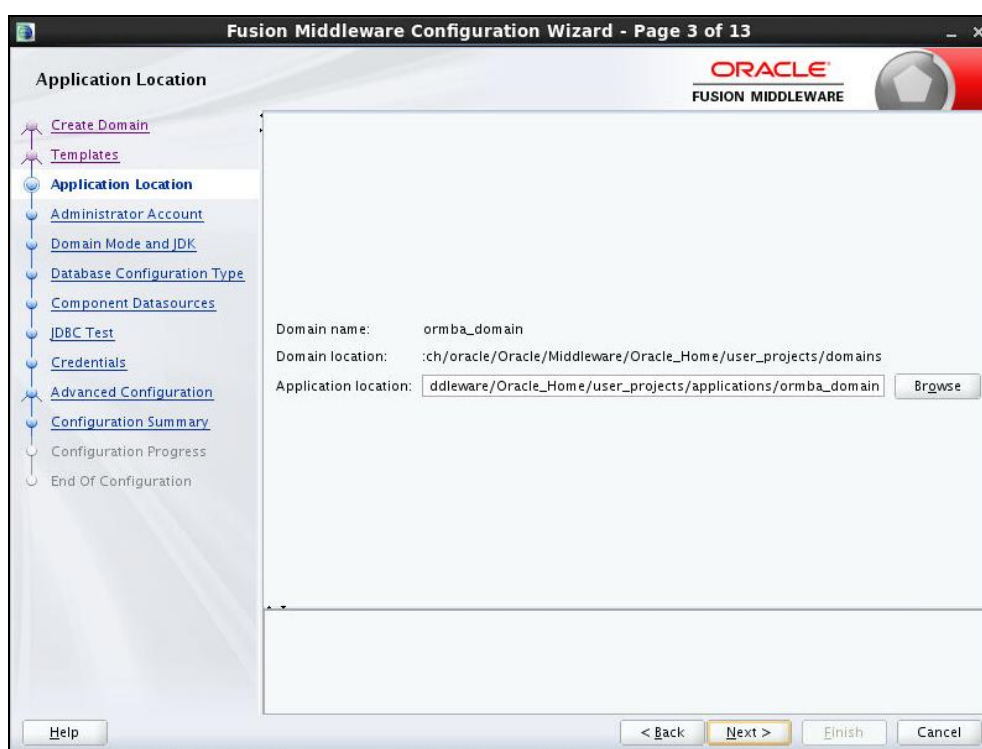 Fusion Middleware Configuration Wizard - Page 3 of 13
Application Location
ORACLE
FUSION MIDDLEWARE
Create Domain
Templates
Application Location
Administrator Account
Domain Mode and JDK
Database Configuration Type
Component Datasources
JDBC Test
Credentials
Advanced Configuration
Configuration Summary
Configuration Progress
End Of Configuration
Domain name: ormba_domain
Domain location: :ch/oracle/Oracle/Middleware/Oracle_Home/user_projects/domains
Application location: ddleware/Oracle_Home/user_projects/applications/ormba_domain Browse
Help < Back Next > Finish Cancel